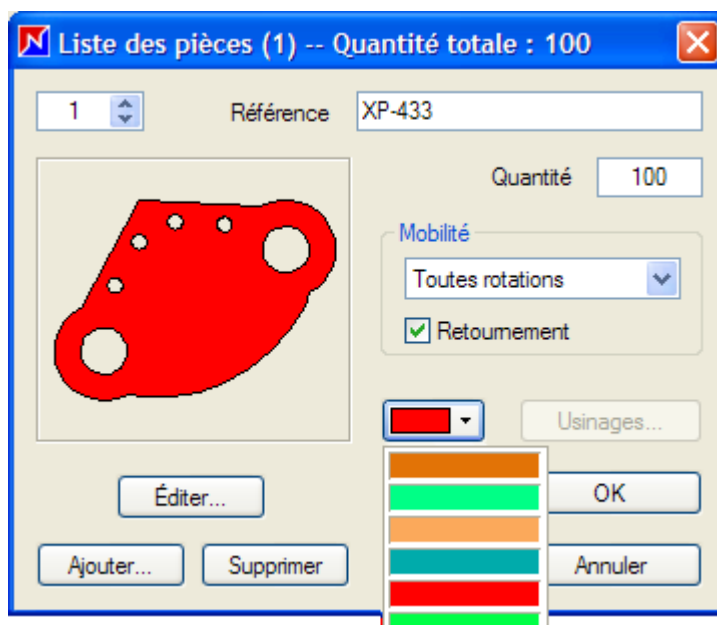 Liste des pièces (1) -- Quantité totale : 100
1
Référence
XP-433
Quantité
100
Mobilité
Toutes rotations
Retournement
Usinages...
Éditer...
OK
Ajouter...
Supprimer
Annuler